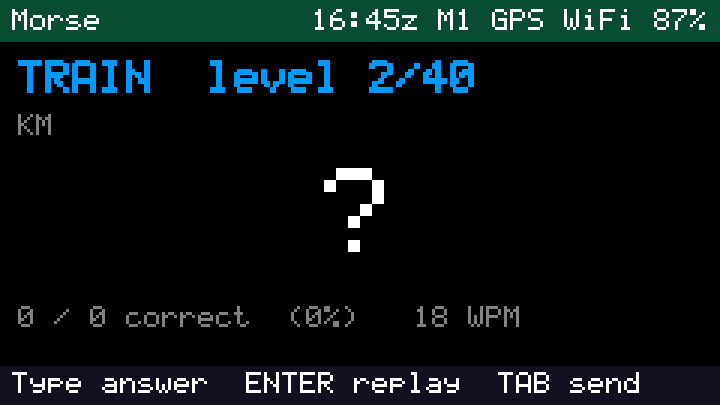 Morse 16:45z M1 GPS WiFi 87%
TRAIN level 2/40
KM
?
0 / 0 correct (0%) 18 WPM
Type answer ENTER replay TAB send